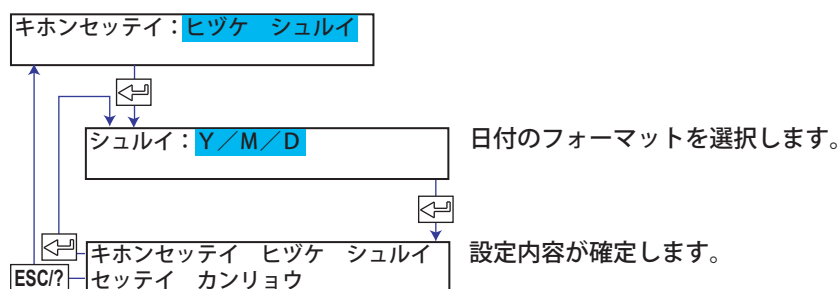 キホンセッテイ：ヒヅケ　シュルイ
シュルイ：Y／M／D
日付のフォーマットを選択します。
キホンセッテイ　ヒヅケ　シュルイ
設定内容が確定します。
ESC/?
セッテイ　カンリョウ